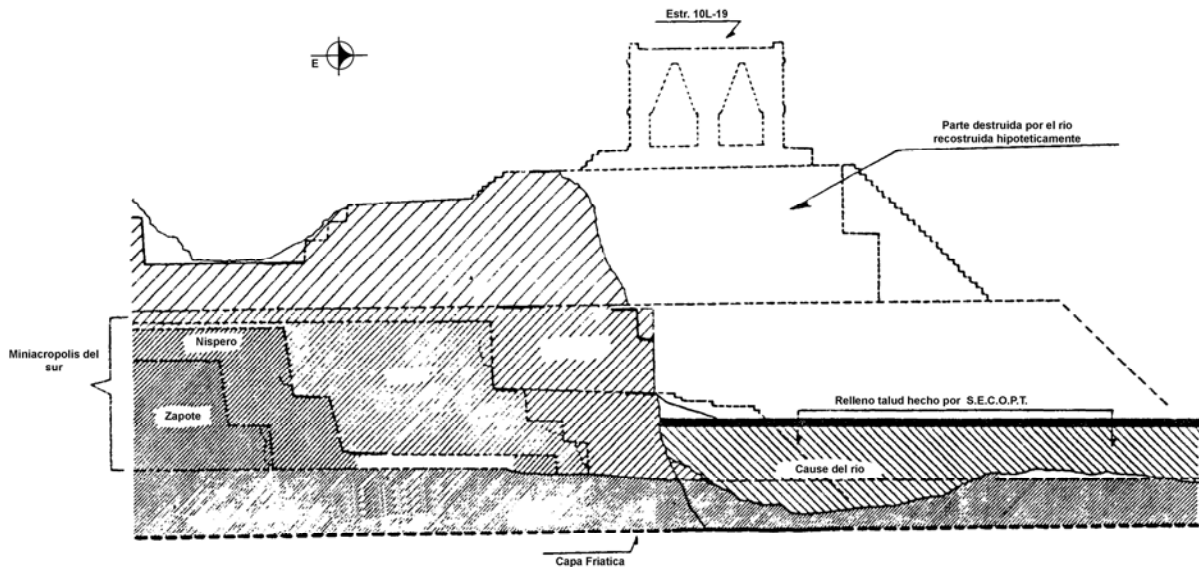 Estr. 10L-19
E
Parte destruida por el rio
recostruida hipoteticamente
Nispero
Miniacropolis del
sur
Zapote
Relleno talud hecho por S.E.C.O.P.T.
Cause del rio
Capa Friatica